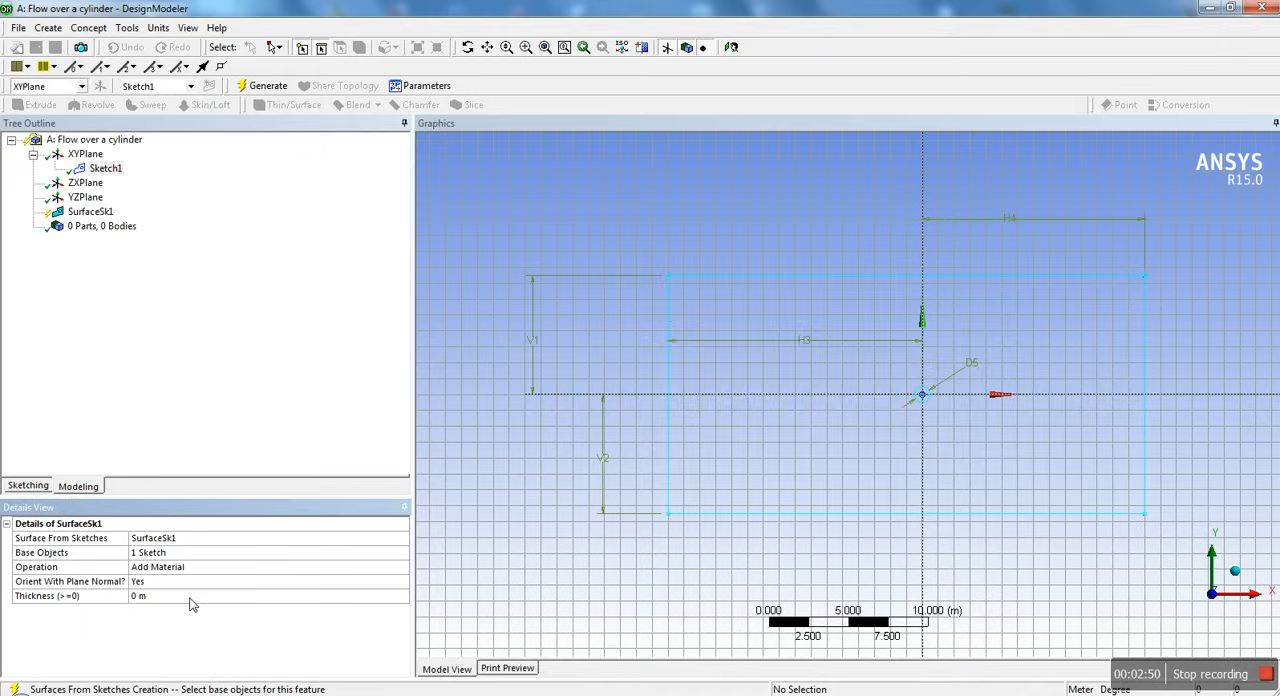 A: Flow over a cylinder - DesignModeler
File Create Concept Tools Units View Help
Undo Redo Select:
XYPlane Sketch1 Generate Share Topology Parameters
Extrude Revolve Sweep Skin/Loft Thin/Surface Blend Chamfer Slice Point Conversion
Tree Outline
A: Flow over a cylinder
XYPlane
Sketch1
ZXPlane
YZPlane
SurfaceSk1
0 Parts, 0 Bodies
Sketching Modeling
Details View
Details of SurfaceSk1
Surface From Sketches SurfaceSk1
Base Objects 1 Sketch
Operation Add Material
Orient With Plane Normal? Yes
Thickness (>=0) 0 m
Graphics
ANSYS
R15.0
H4
V1
H3
D5
V2
Y
X
0.000 5.000 10.000 (m)
2.500 7.500
Model View Print Preview
00:02:50 Stop recording
Surfaces From Sketches Creation -- Select base objects for this feature No Selection Meter Degree